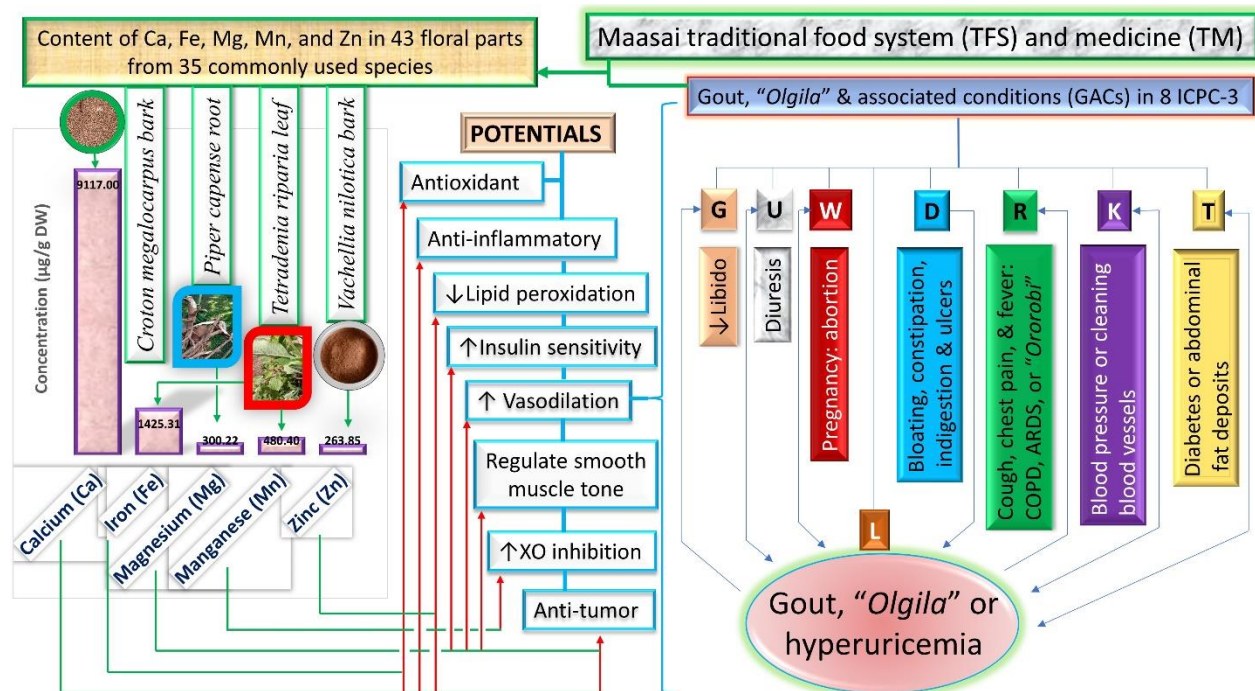 Content of Ca, Fe, Mg, Mn, and Zn in 43 floral parts
from 35 commonly used species
Maasai traditional food system (TFS) and medicine (TM)
Gout, “Olgila” & associated conditions (GACs) in 8 ICPC-3
Concentration (µg/g DW)
9117.00
1425.31
300.22
480.40
263.85
Croton megalocarpus bark
Piper capense root
Tetradenia riparia leaf
Vachellia nilotica bark
Calcium (Ca)
Iron (Fe)
Magnesium (Mg)
Manganese (Mn)
Zinc (Zn)
POTENTIALS
Antioxidant
Anti-inflammatory
↓Lipid peroxidation
↑Insulin sensitivity
↑ Vasodilation
Regulate smooth
muscle tone
↑XO inhibition
Anti-tumor
G
U
W
D
R
K
T
↓Libido
Diuresis
Pregnancy: abortion
Bloating, constipation,
indigestion & ulcers
Cough, chest pain, & fever:
COPD, ARDS, or “Ororobi”
Blood pressure or cleaning
blood vessels
Diabetes or abdominal
fat deposits
L
Gout, “Olgila” or
hyperuricemia